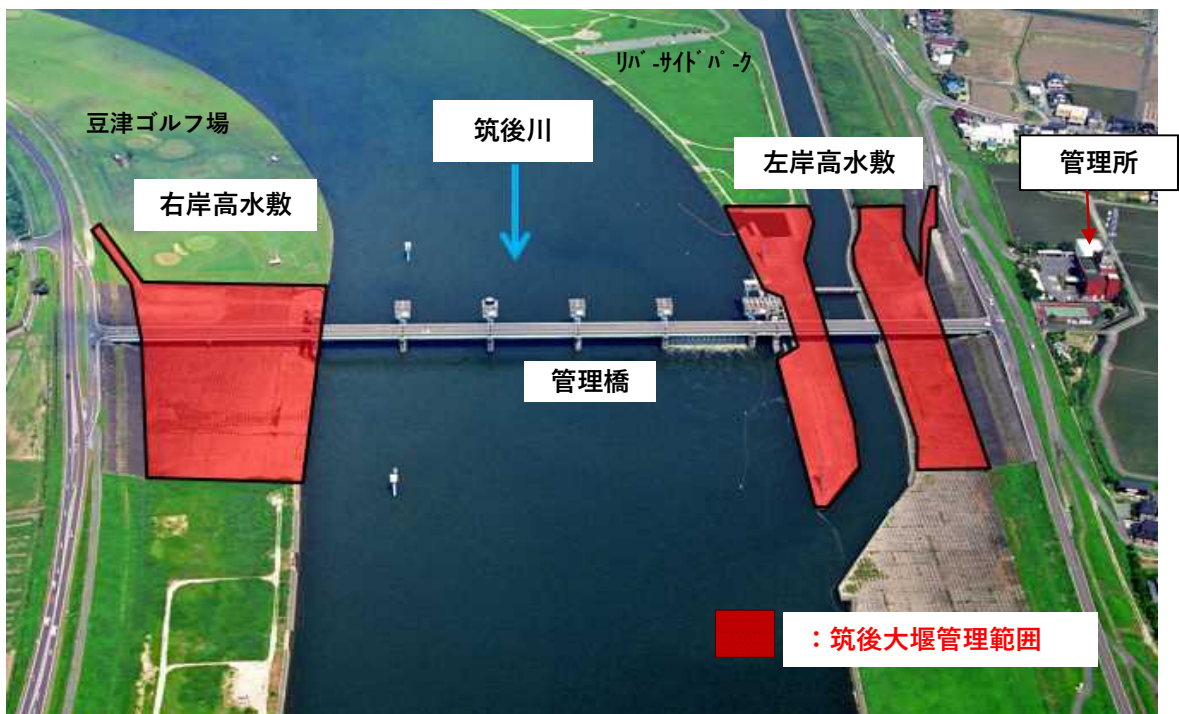 ﾘﾊﾞｰｻｲﾄﾞﾊﾟｰｸ
豆津ゴルフ場
筑後川
左岸高水敷
管理所
右岸高水敷
管理橋
：筑後大堰管理範囲